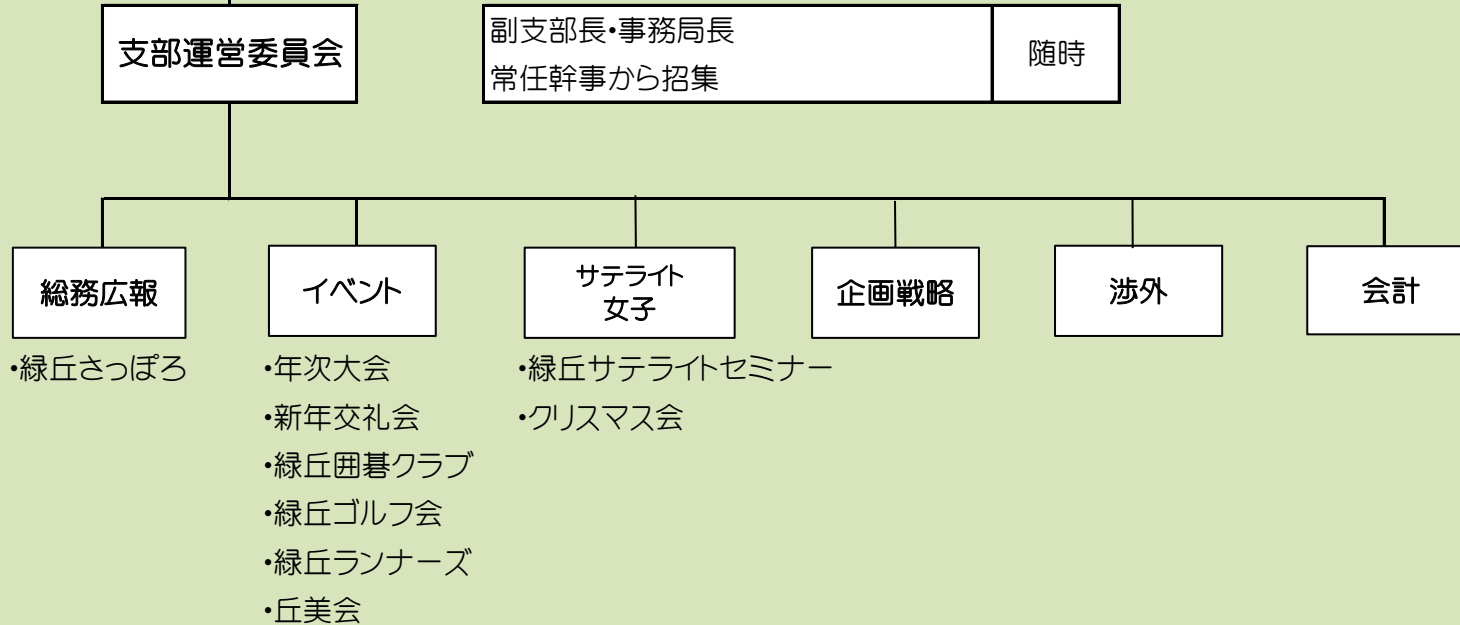 支部運営委員会
副支部長・事務局長
常任幹事から招集
随時
総務広報
イベント
サテライト
女子
企画戦略
渉外
会計
・緑丘さっぽろ
・年次大会
・新年交礼会
・緑丘囲碁クラブ
・緑丘ゴルフ会
・緑丘ランナーズ
・丘美会
・緑丘サテライトセミナー
・クリスマス会